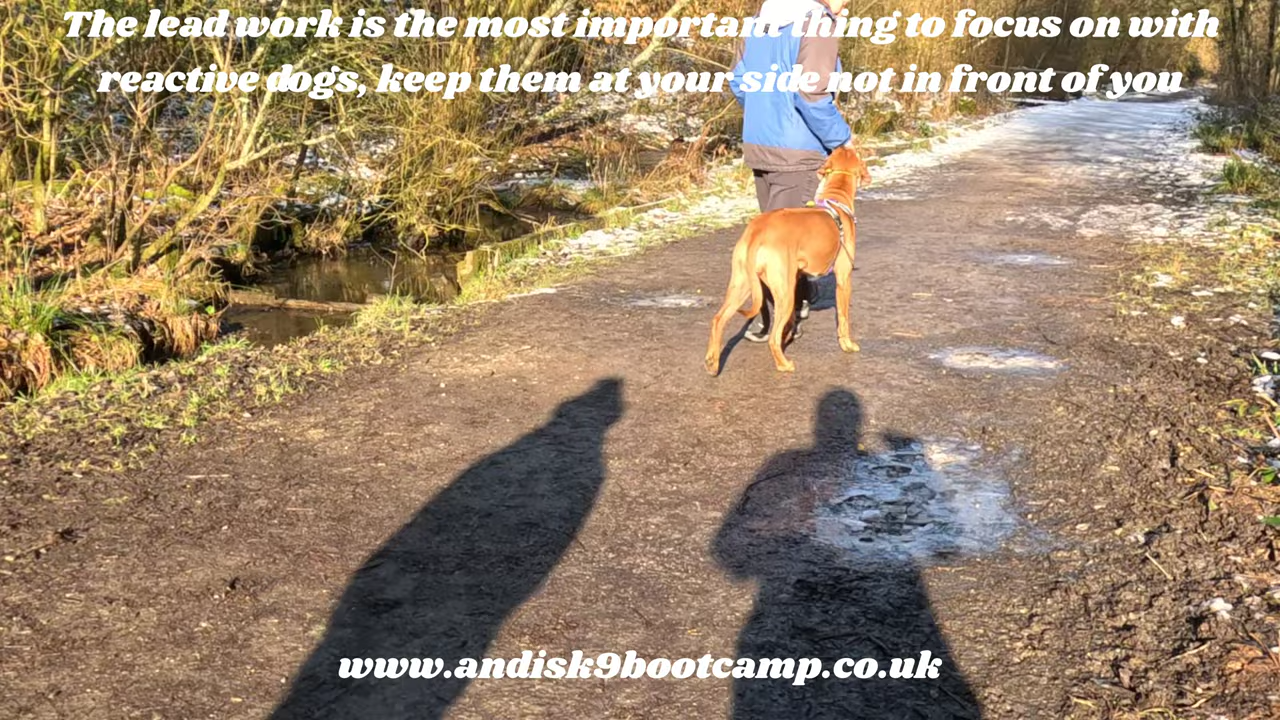 The lead work is the most important thing to focus on with
reactive dogs, keep them at your side not in front of you
www.andisk9bootcamp.co.uk